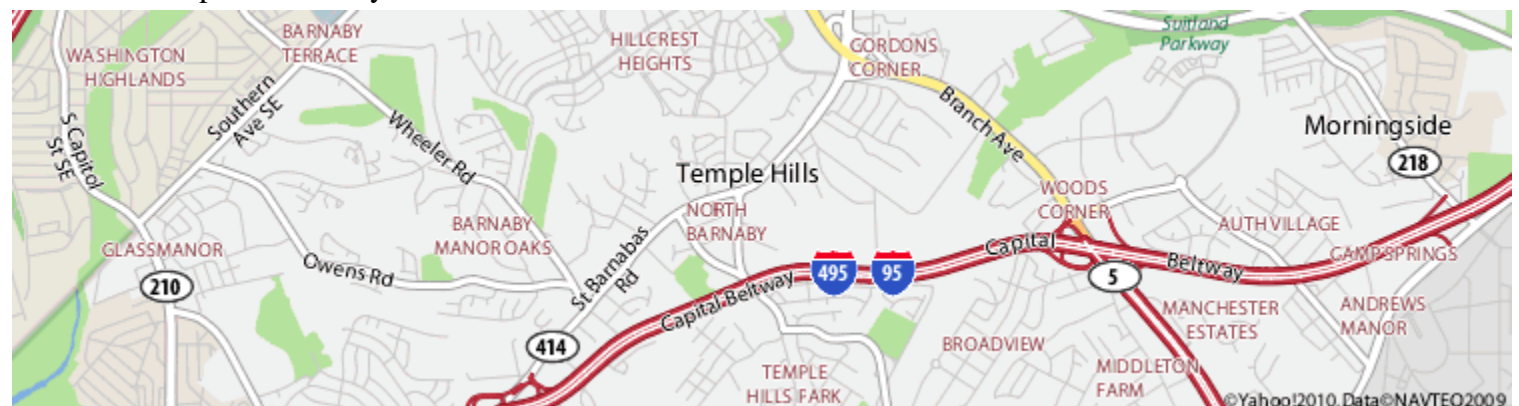 BARNABY
TERRACE
WASHINGTON
HIGHLANDS
HILLCREST
HEIGHTS
GORDONS
CORNER
Suitland
Parkway
Southern
Ave SE
S Capitol
St SE
Wheeler Rd
Branch Ave
Morningside
218
Temple Hills
WOODS
CORNER
NORTH
BARNABY
BARNABY
MANOR OAKS
AUTH VILLAGE
GLASSMANOR
Owens Rd
St Barnabas
Rd
Capital
Beltway
CAMP SPRINGS
210
495
95
5
Capital Beltway
MANCHESTER
ESTATES
ANDREWS
MANOR
414
BROADVIEW
MIDDLETON
FARM
TEMPLE
HILLS PARK
©Yahoo!2010, Data©NAVTEQ2009